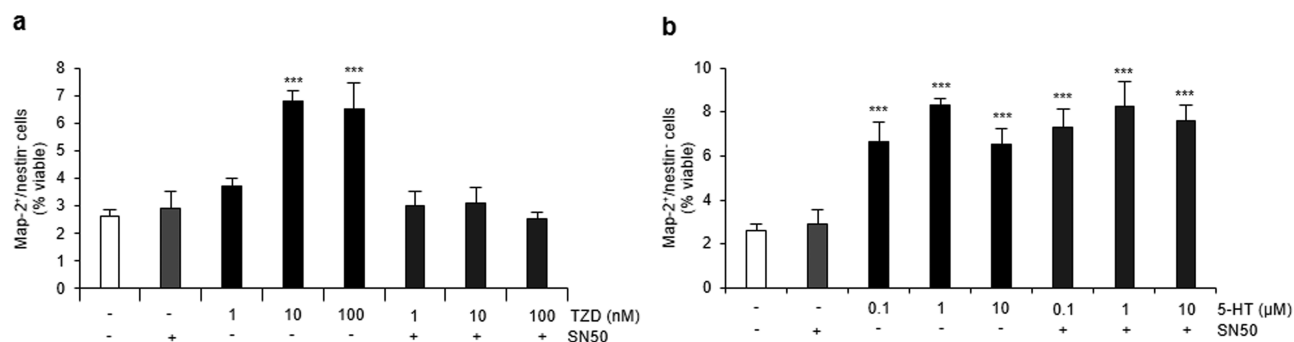 a
Map-2⁺/nestin⁻ cells
(% viable)
8
7
6
5
4
3
2
1
0
*** ***
- - 1 10 100 1 10 100 TZD (nM)
- + - - - + + + SN50
b
Map-2⁺/nestin⁻ cells
(% viable)
10
8
6
4
2
0
*** *** *** *** *** ***
- - 0.1 1 10 0.1 1 10 5-HT (µM)
- + - - - + + + SN50